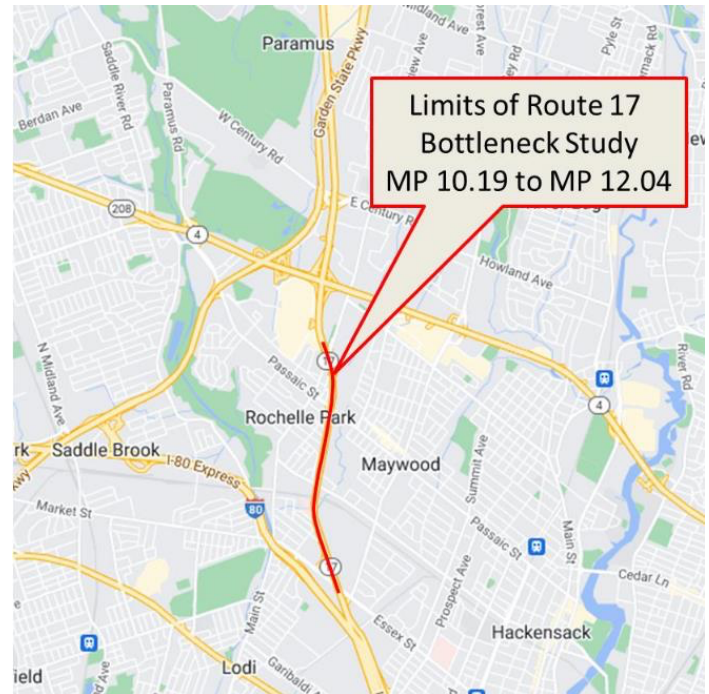 Midland Ave
Paramus
Garden State Pkwy
Pyle St
Saddle River Rd
Paramus Rd
Berdan Ave
W Century Rd
Limits of Route 17
Bottleneck Study
MP 10.19 to MP 12.04
208
4
E Century Rd
Howland Ave
N Midland Ave
River Rd
17
Passaic St
4
Rochelle Park
Saddle Brook
I-80 Express
Maywood
Summit Ave
Market St
80
Passaic St
Main St
17
Prospect Ave
Cedar Ln
Main St
Essex St
Hackensack
Lodi
Garibaldi Ave
field